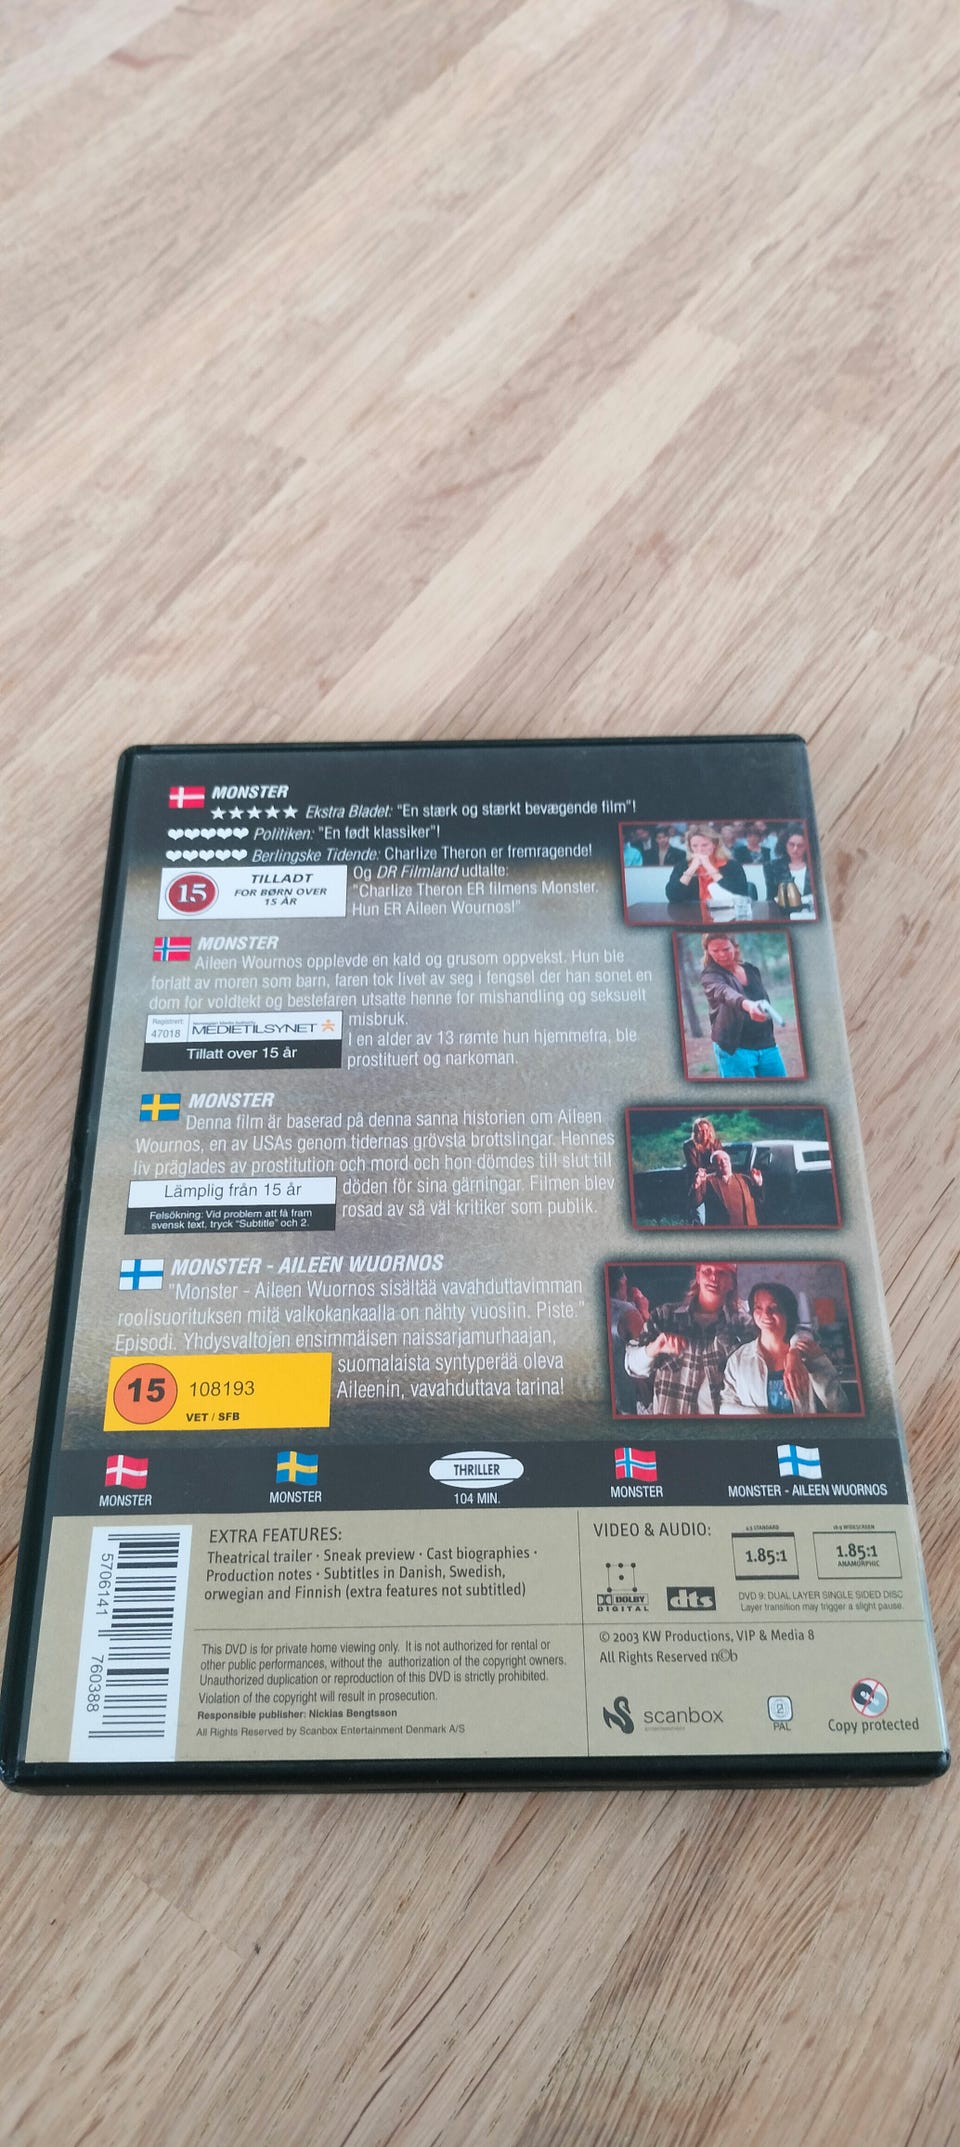 MONSTER
Ekstra Bladet: "En stærk og stærkt bevægende film"!
Politiken: "En født klassiker"!
Berlingske Tidende: Charlize Theron er fremragende!
Og DR Filmland udtalte:
"Charlize Theron ER filmens Monster.
Hun ER Aileen Wournos!"
15
TILLADT
FOR BØRN OVER
15 ÅR
MONSTER
Aileen Wournos opplevde en kald og grusom oppvekst. Hun ble
forlatt av moren som barn, faren tok livet av seg i fengsel der han sonet en
dom for voldtekt og bestefaren utsatte henne for mishandling og seksuelt
misbruk.
I en alder av 13 rømte hun hjemmefra, ble
prostituert og narkoman.
Registrert:
47018
MEDIETILSYNET
Tillatt over 15 år
MONSTER
Denna film är baserad på denna sanna historien om Aileen
Wournos, en av USAs genom tidernas grövsta brottslingar. Hennes
liv präglades av prostitution och mord och hon dömdes till slut till
döden för sina gärningar. Filmen blev
rosad av så väl kritiker som publik.
Lämplig från 15 år
Felsökning: Vid problem att få fram
svensk text, tryck "Subtitle" och 2.
MONSTER - AILEEN WUORNOS
"Monster - Aileen Wuornos sisältää vavahduttavimman
roolisuorituksen mitä valkokankaalla on nähty vuosiin. Piste."
Episodi. Yhdysvaltojen ensimmäisen naissarjamurhaajan,
suomalaista syntyperää oleva
Aileenin, vavahduttava tarina!
15
108193
VET / SFB
MONSTER
MONSTER
THRILLER
104 MIN.
MONSTER
MONSTER - AILEEN WUORNOS
5706141 760388
EXTRA FEATURES:
Theatrical trailer · Sneak preview · Cast biographies ·
Production notes · Subtitles in Danish, Swedish,
orwegian and Finnish (extra features not subtitled)
This DVD is for private home viewing only. It is not authorized for rental or
other public performances, without the authorization of the copyright owners.
Unauthorized duplication or reproduction of this DVD is strictly prohibited.
Violation of the copyright will result in prosecution.
Responsible publisher: Nicklas Bengtsson
All Rights Reserved by Scanbox Entertainment Denmark A/S
VIDEO & AUDIO:
DOLBY
DIGITAL
dts
4:3 STANDARD
1.85:1
16:9 WIDESCREEN
1.85:1
ANAMORPHIC
DVD 9: DUAL LAYER SINGLE SIDED DISC
Layer transition may trigger a slight pause.
© 2003 KW Productions, VIP & Media 8
All Rights Reserved n©b
scanbox
2
PAL
Copy protected